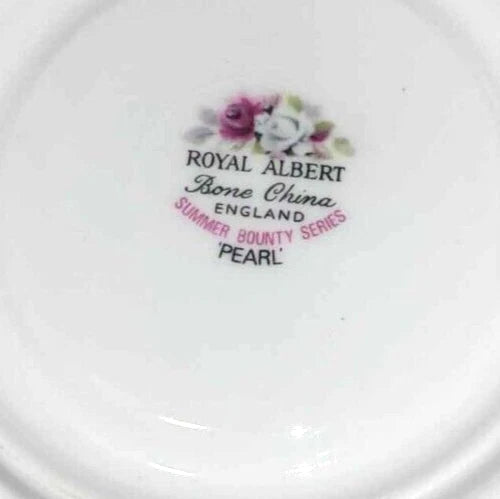 ROYAL ALBERT
Bone China
ENGLAND
SUMMER BOUNTY SERIES
'PEARL'